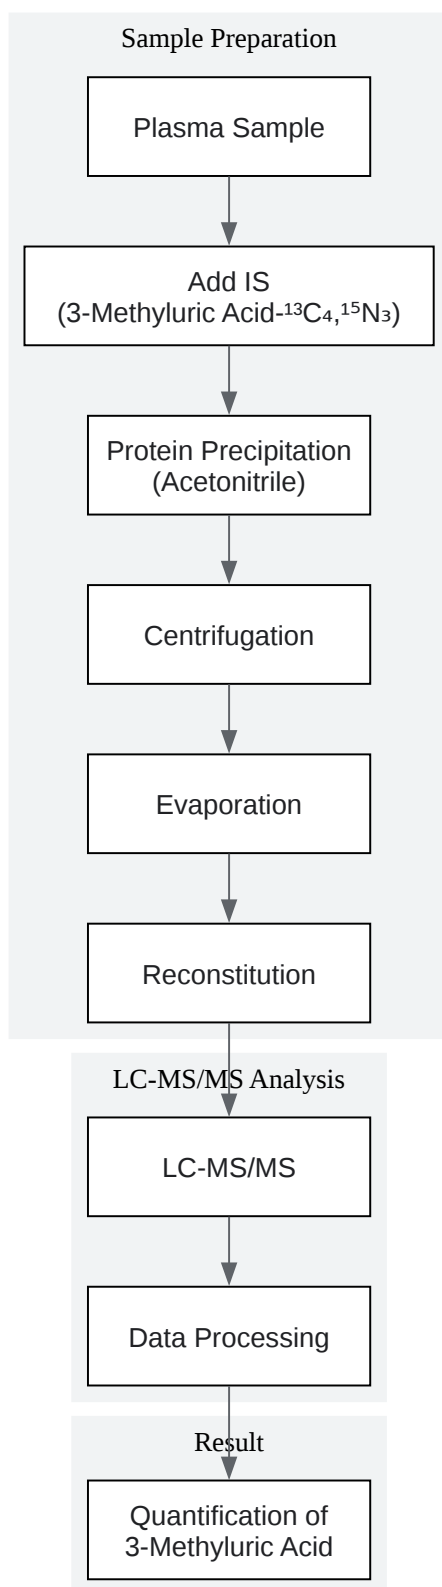 Sample Preparation
Plasma Sample
Add IS
(3-Methyluric Acid-¹³C₄,¹⁵N₃)
Protein Precipitation
(Acetonitrile)
Centrifugation
Evaporation
Reconstitution
LC-MS/MS Analysis
LC-MS/MS
Data Processing
Result
Quantification of
3-Methyluric Acid